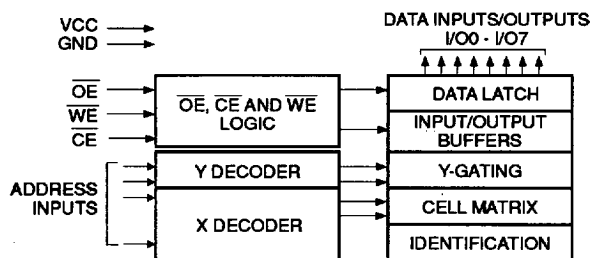 VCC
GND
DATA INPUTS/OUTPUTS
I/O0 - I/O7
OE
WE
CE
OE, CE AND WE
LOGIC
DATA LATCH
INPUT/OUTPUT
BUFFERS
ADDRESS
INPUTS
Y DECODER
Y-GATING
X DECODER
CELL MATRIX
IDENTIFICATION